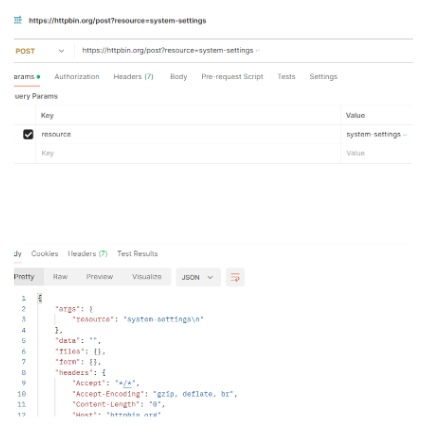 https://httpbin.org/post?resource=system-settings
POST https://httpbin.org/post?resource=system-settings
arams Authorization Headers (7) Body Pre-request Script Tests Settings
uery Params
Key Value
resource system-settings
Key Value
dy Cookies Headers (7) Test Results
Pretty Raw Preview Visualize JSON
1 {
2 "args": {
3 "resource": "system-settings\n"
4 },
5 "data": "",
6 "files": {},
7 "form": {},
8 "headers": {
9 "Accept": "*/*",
10 "Accept-Encoding": "gzip, deflate, br",
11 "Content-Length": "0",
12 "Host": "httpbin.org"